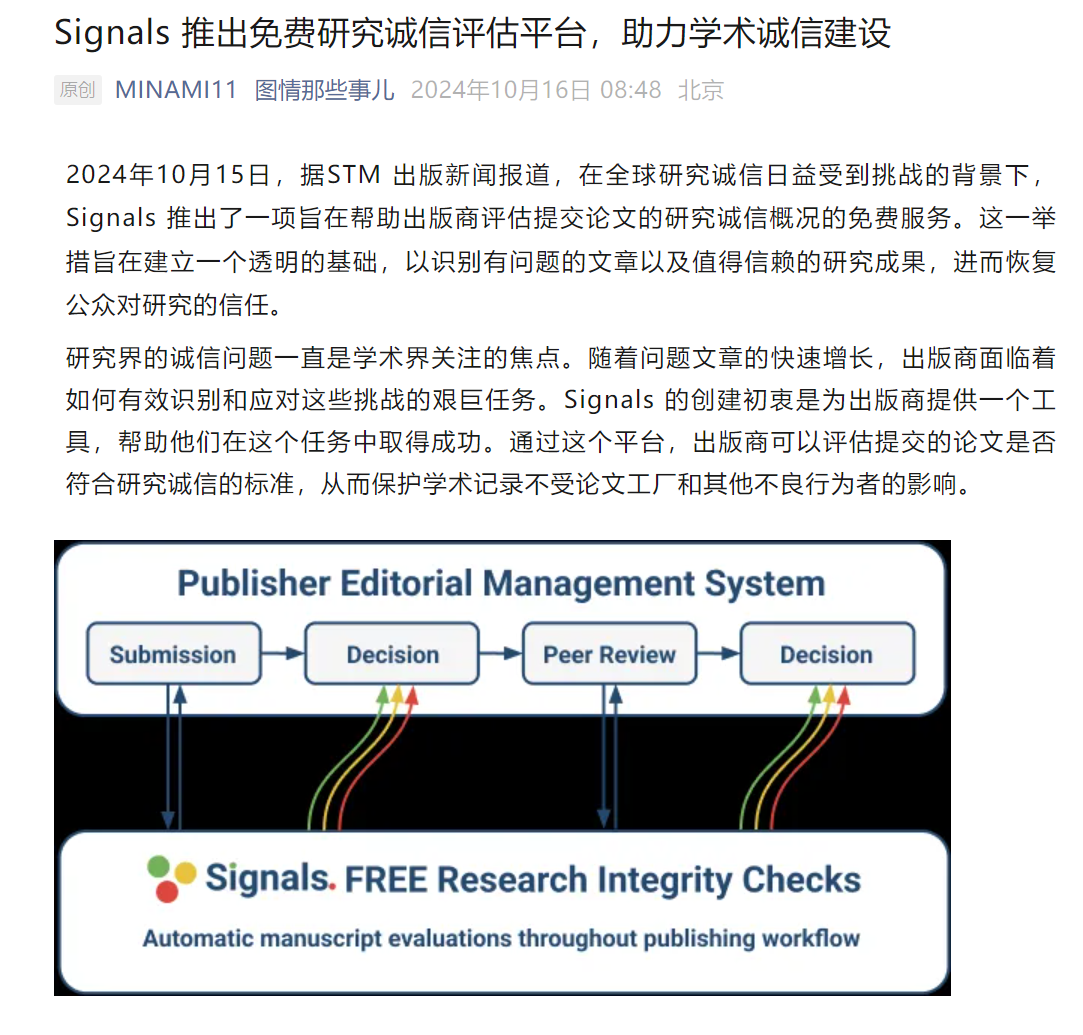 Signals 推出免费研究诚信评估平台，助力学术诚信建设
原创 MINAMI11 图情那些事儿 2024年10月16日 08:48 北京
2024年10月15日，据STM 出版新闻报道，在全球研究诚信日益受到挑战的背景下，
Signals 推出了一项旨在帮助出版商评估提交论文的研究诚信概况的免费服务。这一举
措旨在建立一个透明的基础，以识别有问题的文章以及值得信赖的研究成果，进而恢复
公众对研究的信任。
研究界的诚信问题一直是学术界关注的焦点。随着问题文章的快速增长，出版商面临着
如何有效识别和应对这些挑战的艰巨任务。Signals 的创建初衷是为出版商提供一个工
具，帮助他们在这个任务中取得成功。通过这个平台，出版商可以评估提交的论文是否
符合研究诚信的标准，从而保护学术记录不受论文工厂和其他不良行为者的影响。
Publisher Editorial Management System
Submission Decision Peer Review Decision
Signals. FREE Research Integrity Checks
Automatic manuscript evaluations throughout publishing workflow